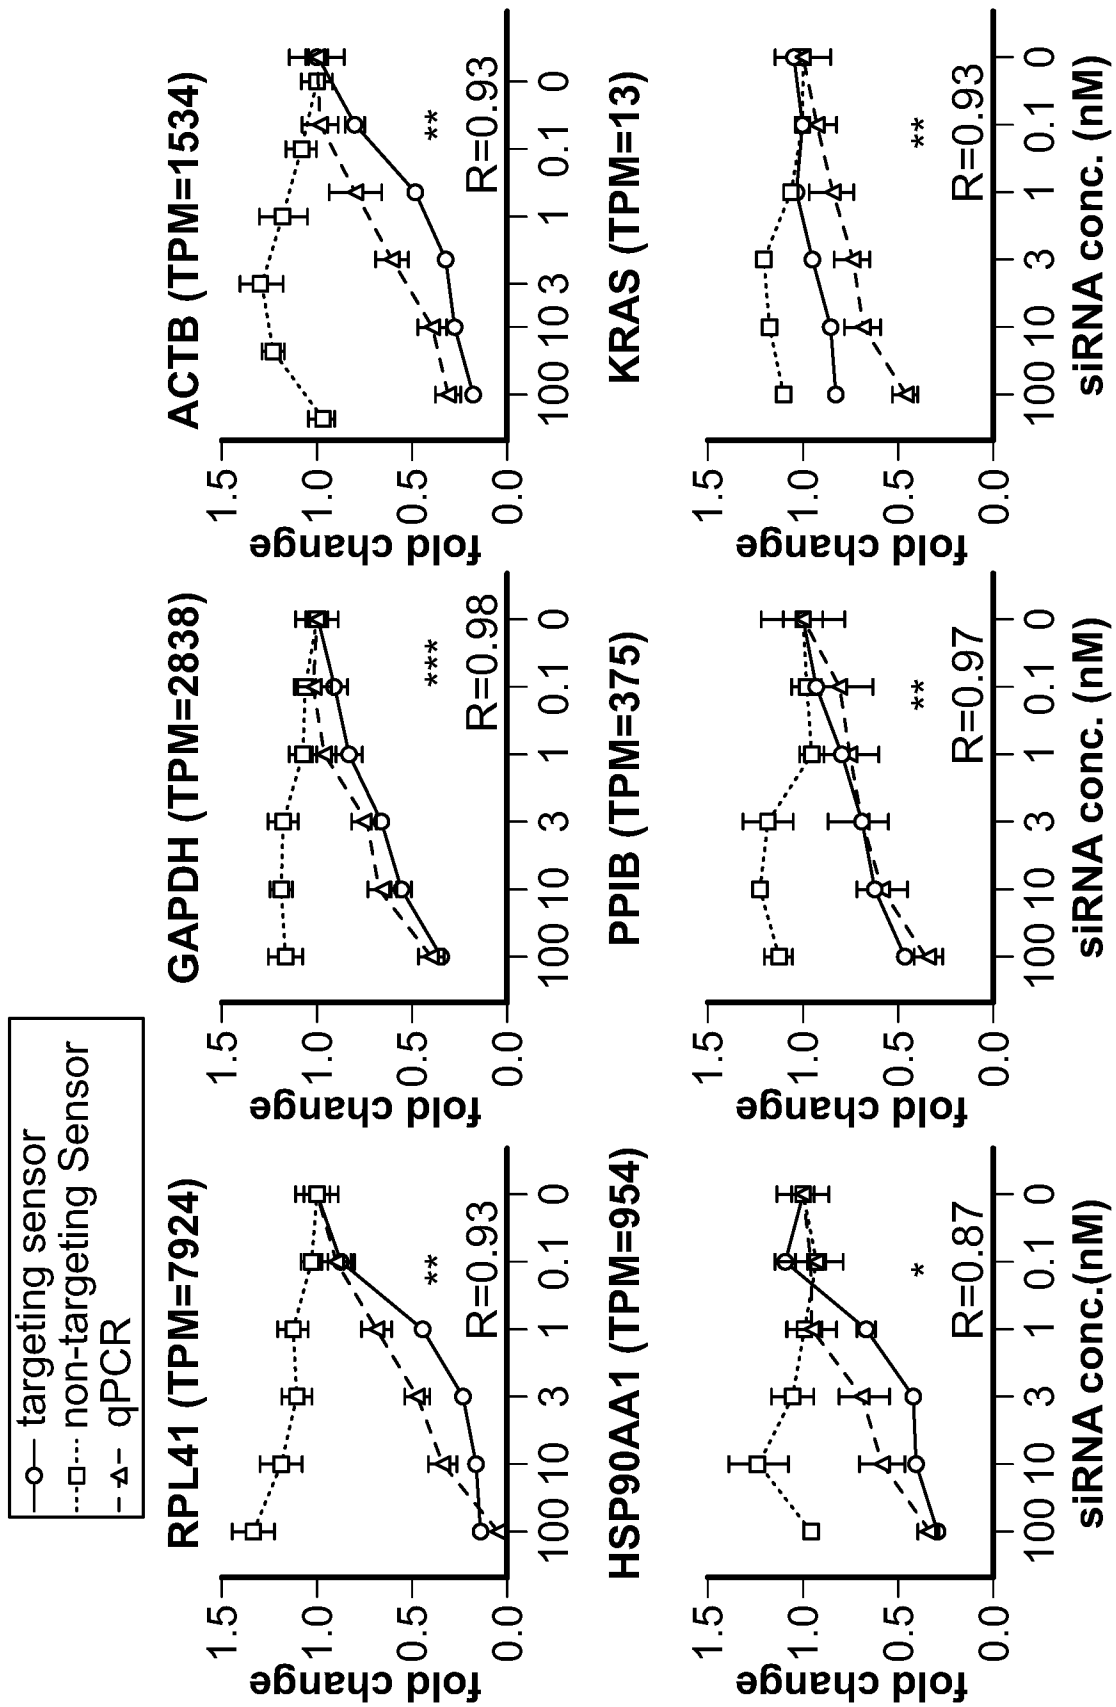 targeting sensor
non-targeting Sensor
qPCR
RPL41 (TPM=7924)
fold change
1.5
1.0
0.5
0.0
**
R=0.93
100 10 3 1 0.1 0
GAPDH (TPM=2838)
fold change
1.5
1.0
0.5
0.0
***
R=0.98
100 10 3 1 0.1 0
ACTB (TPM=1534)
fold change
1.5
1.0
0.5
0.0
**
R=0.93
100 10 3 1 0.1 0
HSP90AA1 (TPM=954)
fold change
1.5
1.0
0.5
0.0
*
R=0.87
100 10 3 1 0.1 0
siRNA conc.(nM)
PPIB (TPM=375)
fold change
1.5
1.0
0.5
0.0
**
R=0.97
100 10 3 1 0.1 0
siRNA conc. (nM)
KRAS (TPM=13)
fold change
1.5
1.0
0.5
0.0
**
R=0.93
100 10 3 1 0.1 0
siRNA conc. (nM)